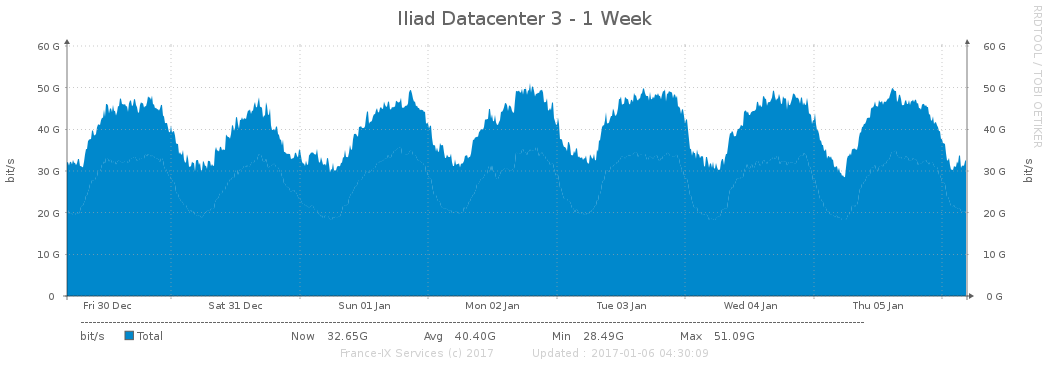 Iliad Datacenter 3 - 1 Week
RRDTOOL / TOBI OETIKER
60 G 60 G
50 G 50 G
40 G 40 G
30 G 30 G
20 G 20 G
10 G 10 G
0 0 G
bit/s bit/s
Fri 30 Dec Sat 31 Dec Sun 01 Jan Mon 02 Jan Tue 03 Jan Wed 04 Jan Thu 05 Jan
bit/s Total Now 32.65G Avg 40.40G Min 28.49G Max 51.09G
France-IX Services (c) 2017 Updated : 2017-01-06 04:30:09